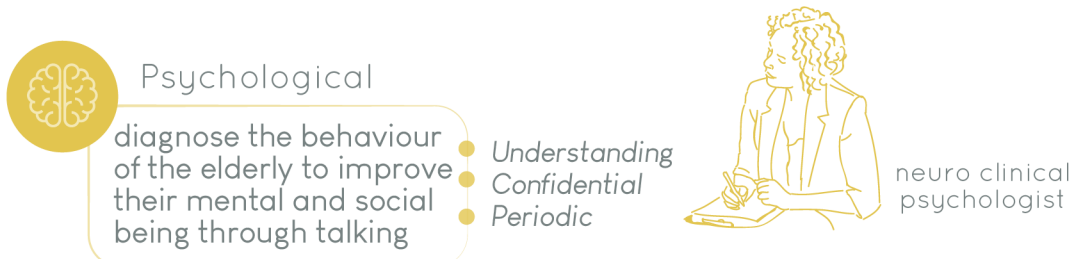 Psychological
diagnose the behaviour
of the elderly to improve
their mental and social
being through talking
Understanding
Confidential
Periodic
neuro clinical
psychologist